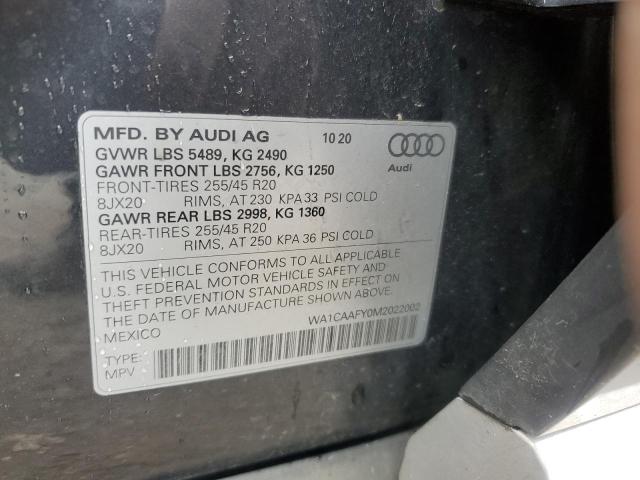 MFD. BY AUDI AG 10 20
GVWR LBS 5489, KG 2490
GAWR FRONT LBS 2756, KG 1250
FRONT-TIRES 255/45 R20
8JX20 RIMS, AT 230 KPA 33 PSI COLD
GAWR REAR LBS 2998, KG 1360
REAR-TIRES 255/45 R20
8JX20 RIMS, AT 250 KPA 36 PSI COLD
Audi
THIS VEHICLE CONFORMS TO ALL APPLICABLE
U.S. FEDERAL MOTOR VEHICLE SAFETY AND
THEFT PREVENTION STANDARDS IN EFFECT ON
THE DATE OF MANUFACTURE SHOWN ABOVE.
MEXICO
WA1CAAFY0M2022002
TYPE:
MPV